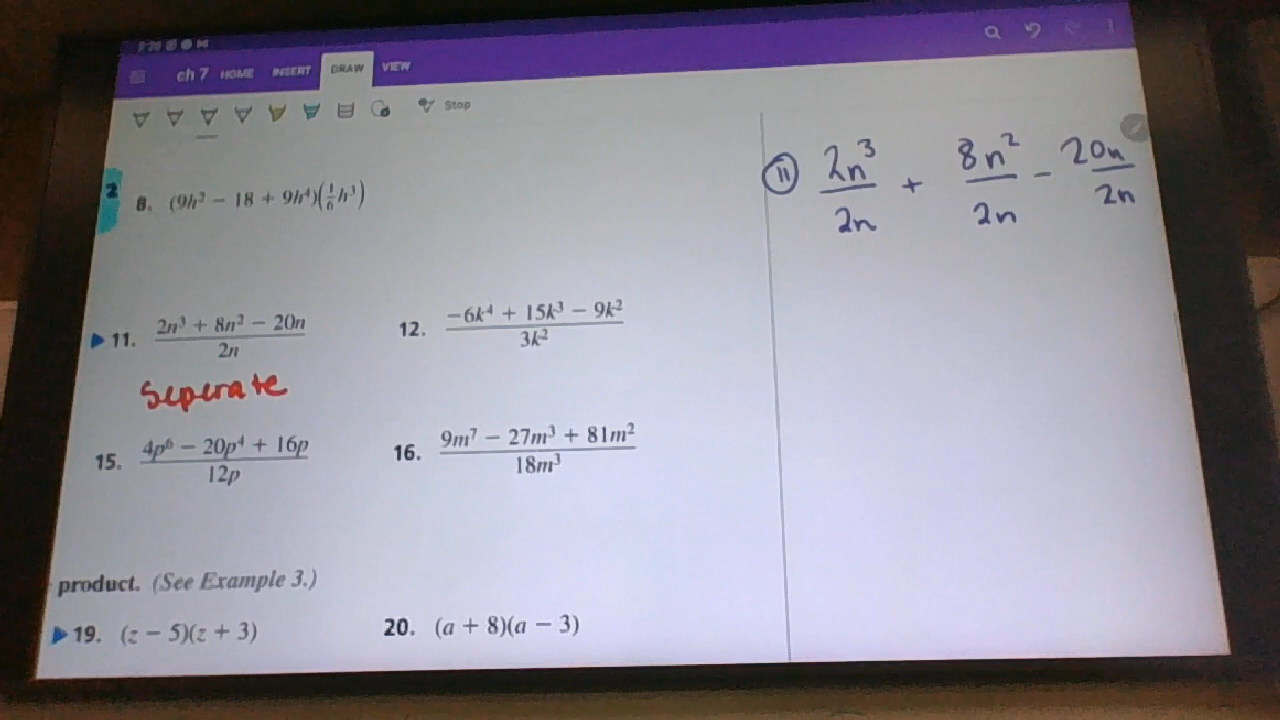 ch 7 HOME INSERT DRAW VIEW
Stop
2
8. (9h² − 18 + 9h⁴)(1/6 h³)
11. 2n³ + 8n² − 20n / 2n
12. −6k⁴ + 15k³ − 9k² / 3k²
Seperate
15. 4p⁶ − 20p⁴ + 16p / 12p
16. 9m⁷ − 27m³ + 81m² / 18m³
product. (See Example 3.)
19. (z − 5)(z + 3)
20. (a + 8)(a − 3)
11 2n³/2n + 8n²/2n − 20n/2n